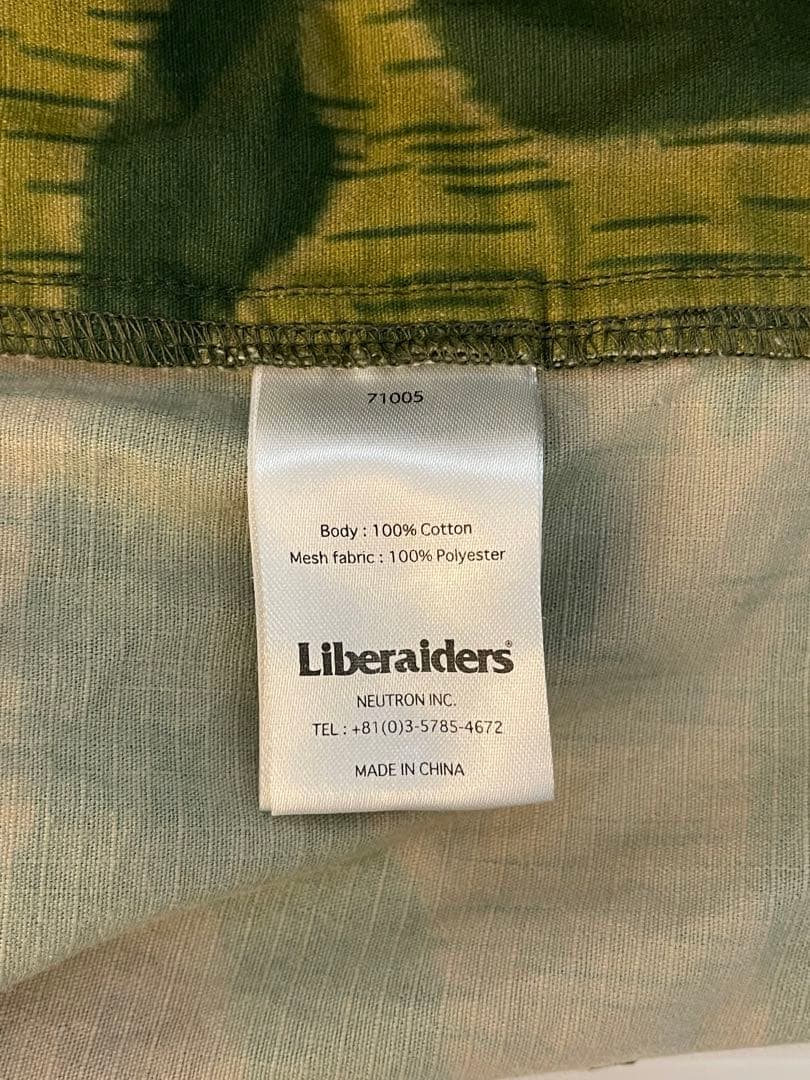 71005
Body : 100% Cotton
Mesh fabric : 100% Polyester
Liberaiders®
NEUTRON INC.
TEL : +81(0)3-5785-4672
MADE IN CHINA